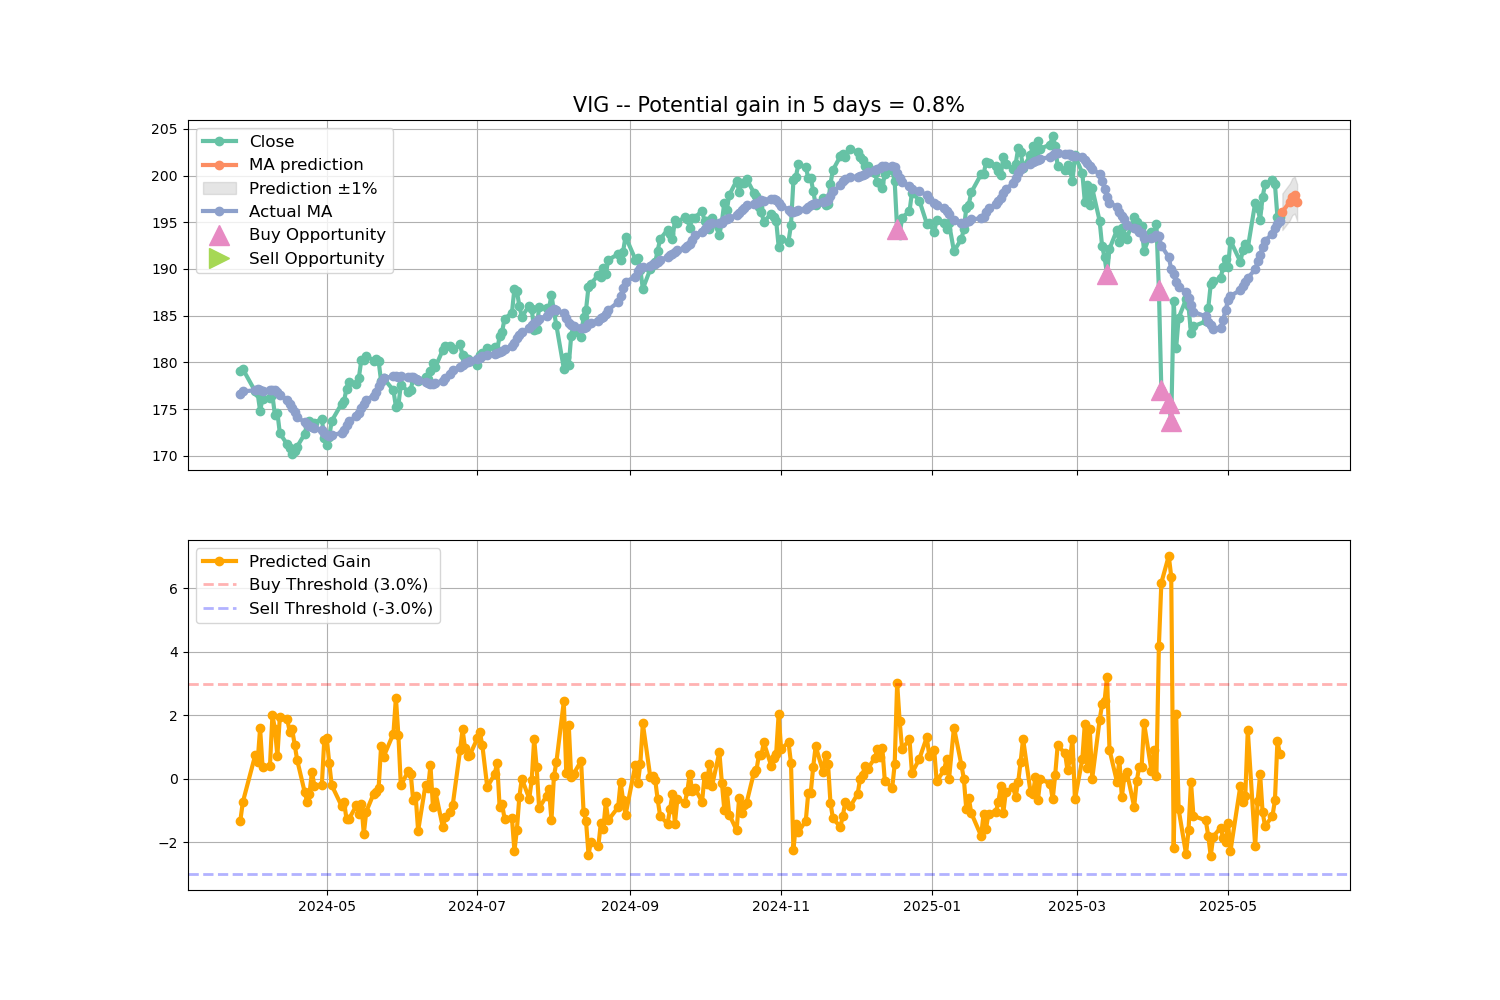 VIG -- Potential gain in 5 days = 0.8%
205
200
195
190
185
180
175
170
Close
MA prediction
Prediction ±1%
Actual MA
Buy Opportunity
Sell Opportunity
6
4
2
0
−2
Predicted Gain
Buy Threshold (3.0%)
Sell Threshold (-3.0%)
2024-05 2024-07 2024-09 2024-11 2025-01 2025-03 2025-05